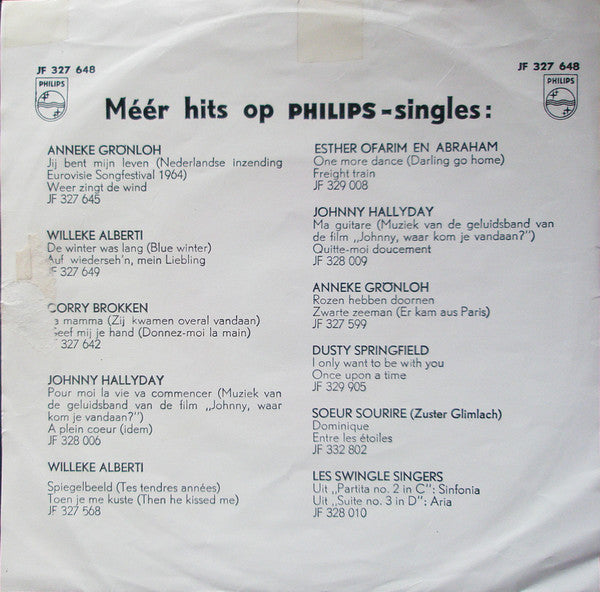 JF 327 648
JF 327 648
PHILIPS
PHILIPS
Méér hits op PHILIPS-singles:
ANNEKE GRÖNLOH
Jij bent mijn leven (Nederlandse inzending
Eurovisie Songfestival 1964)
Weer zingt de wind
JF 327 645
WILLEKE ALBERTI
De winter was lang (Blue winter)
Auf wiederseh'n, mein Liebling
JF 327 649
CORRY BROKKEN
mamma (Zij kwamen overal vandaan)
mij je hand (Donnez-moi la main)
327 642
JOHNNY HALLYDAY
Pour moi la vie va commencer (Muziek van
de geluidsband van de film „Johnny, waar
kom je vandaan?")
A plein coeur (idem)
JF 328 006
WILLEKE ALBERTI
Spiegelbeeld (Tes tendres années)
Toen je me kuste (Then he kissed me)
JF 327 568
ESTHER OFARIM EN ABRAHAM
One more dance (Darling go home)
Freight train
JF 329 008
JOHNNY HALLYDAY
Ma guitare (Muziek van de geluidsband van
de film „Johnny, waar kom je vandaan?")
Quitte-moi doucement
JF 328 009
ANNEKE GRÖNLOH
Rozen hebben doornen
Zwarte zeeman (Er kam aus Paris)
JF 327 599
DUSTY SPRINGFIELD
I only want to be with you
Once upon a time
JF 329 905
SOEUR SOURIRE (Zuster Glimlach)
Dominique
Entre les étoiles
JF 332 802
LES SWINGLE SINGERS
Uit „Partita no. 2 in C": Sinfonia
Uit „Suite no. 3 in D": Aria
JF 328 010